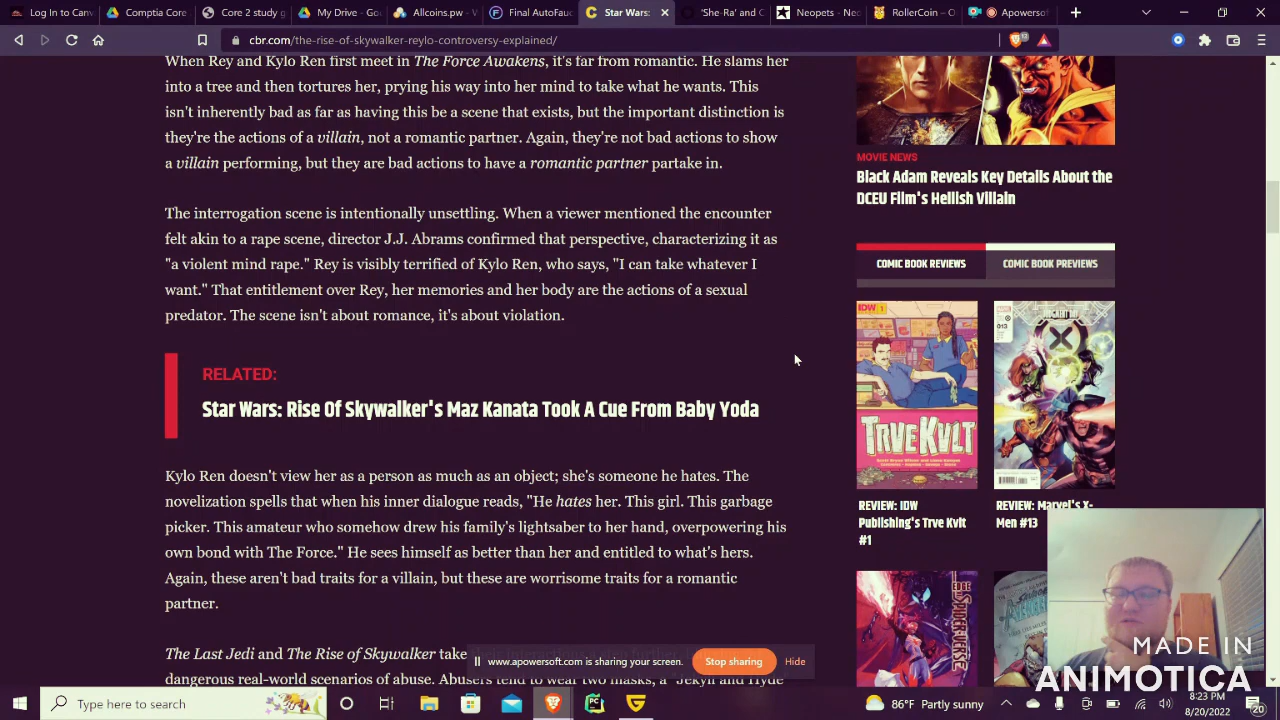 Log In to Canv
Comptia Core
Core 2 study g
My Drive - Goo
Allcoins.pw - V
Final AutoFauc
Star Wars:
'She-Ra' and C
Neopets - Nec
RollerCoin - O
Apowersoft
cbr.com/the-rise-of-skywalker-reylo-controversy-explained/
13
When Rey and Kylo Ren first meet in The Force Awakens, it's far from romantic. He slams her
into a tree and then tortures her, prying his way into her mind to take what he wants. This
isn't inherently bad as far as having this be a scene that exists, but the important distinction is
they're the actions of a villain, not a romantic partner. Again, they're not bad actions to show
a villain performing, but they are bad actions to have a romantic partner partake in.
The interrogation scene is intentionally unsettling. When a viewer mentioned the encounter
felt akin to a rape scene, director J.J. Abrams confirmed that perspective, characterizing it as
"a violent mind rape." Rey is visibly terrified of Kylo Ren, who says, "I can take whatever I
want." That entitlement over Rey, her memories and her body are the actions of a sexual
predator. The scene isn't about romance, it's about violation.
RELATED:
Star Wars: Rise Of Skywalker's Maz Kanata Took A Cue From Baby Yoda
Kylo Ren doesn't view her as a person as much as an object; she's someone he hates. The
novelization spells that when his inner dialogue reads, "He hates her. This girl. This garbage
picker. This amateur who somehow drew his family's lightsaber to her hand, overpowering his
own bond with The Force." He sees himself as better than her and entitled to what's hers.
Again, these aren't bad traits for a villain, but these are worrisome traits for a romantic
partner.
The Last Jedi and The Rise of Skywalker take
dangerous real-world scenarios of abuse. Abusers tend to wear two masks, a "Jekyll and Hyde
MOVIE NEWS
Black Adam Reveals Key Details About the
DCEU Film's Hellish Villain
COMIC BOOK REVIEWS
COMIC BOOK PREVIEWS
IDW
1
TRVE KVLT
013
X
REVIEW: IDW
Publishing's Trve Kvlt
#1
REVIEW: Marvel's X-
Men #13
EDGE
SPIDER-VERSE
www.apowersoft.com is sharing your screen.
Stop sharing
Hide
MADE IN
ANIMOTICA
Type here to search
86°F Partly sunny
8:23 PM
8/20/2022
20